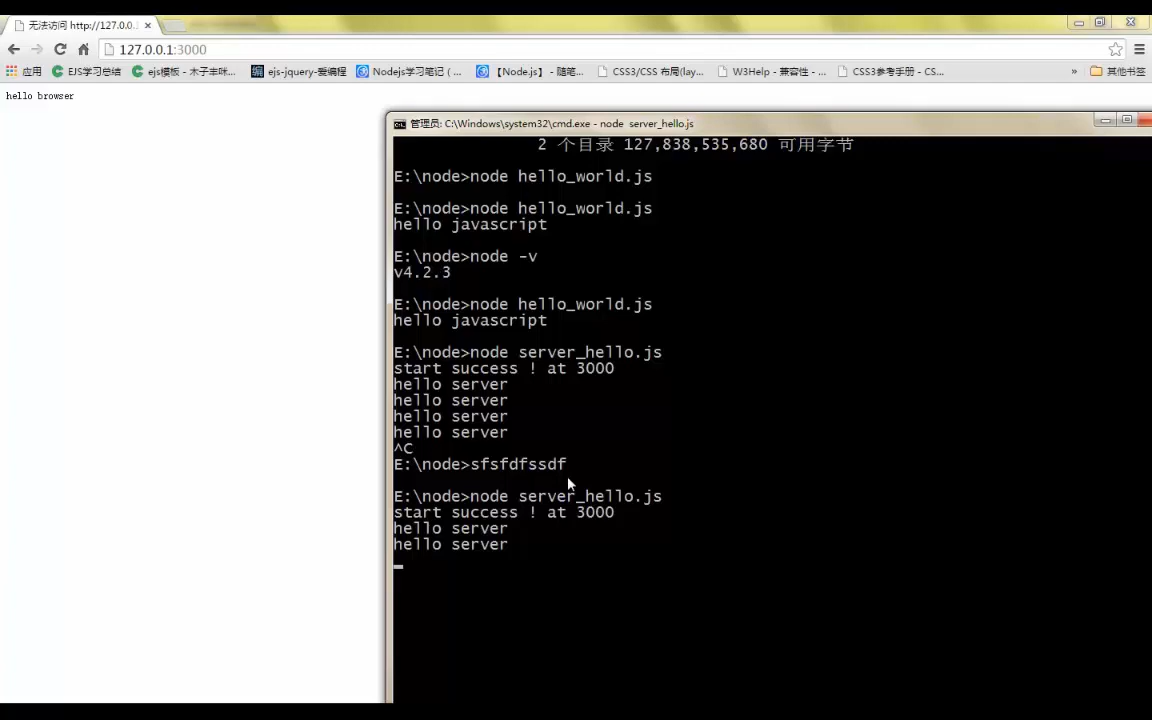 无法访问 http://127.0.0.
127.0.0.1:3000
应用 EJS学习总结 ejs模板 - 木子丰咪... ejs-jquery-爱编程 Nodejs学习笔记 ( ... 【Node.js】 - 随笔... CSS3/CSS 布局(lay... W3Help - 兼容性 - ... CSS3参考手册 - CS... » 其他书签
hello browser
管理员: C:\Windows\system32\cmd.exe - node server_hello.js
2 个目录 127,838,535,680 可用字节
E:\node>node hello_world.js
E:\node>node hello_world.js
hello javascript
E:\node>node -v
v4.2.3
E:\node>node hello_world.js
hello javascript
E:\node>node server_hello.js
start success ! at 3000
hello server
hello server
hello server
hello server
^C
E:\node>sfsfdfssdf
E:\node>node server_hello.js
start success ! at 3000
hello server
hello server